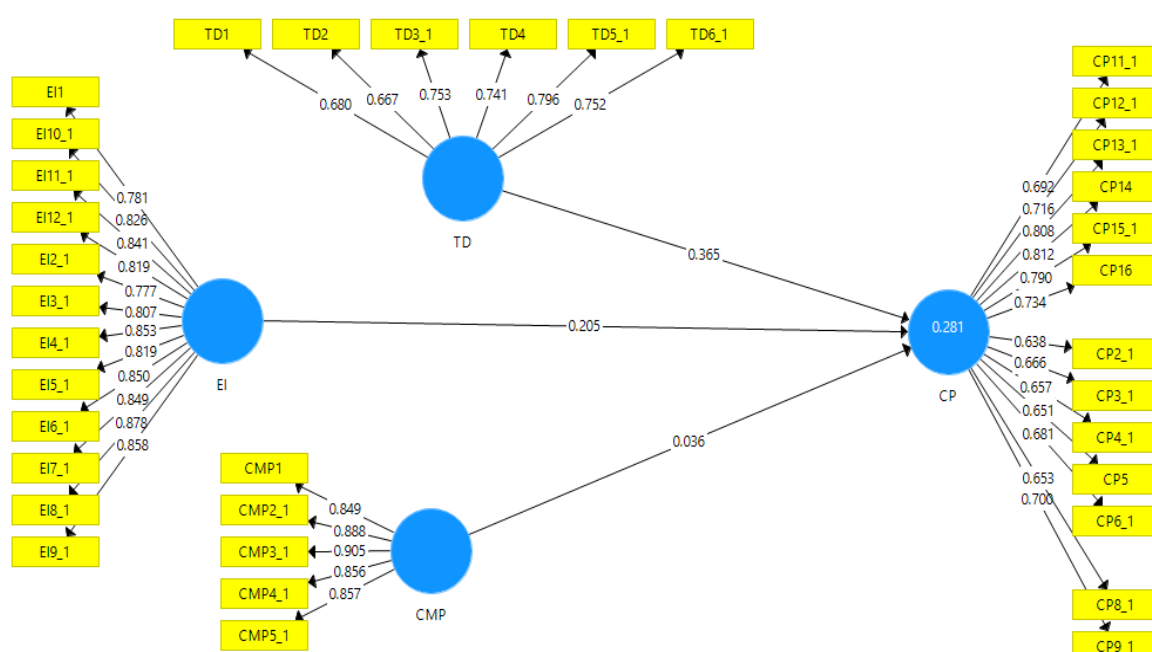 TD1 TD2 TD3_1 TD4 TD5_1 TD6_1
0.680 0.667 0.753 0.741 0.796 0.752
TD
EI1
EI10_1
EI11_1
EI12_1
EI2_1
EI3_1
EI4_1
EI5_1
EI6_1
EI7_1
EI8_1
EI9_1
0.781
0.826
0.841
0.819
0.777
0.807
0.853
0.819
0.850
0.849
0.878
0.858
EI
0.365
0.205
0.036
CMP1
CMP2_1
CMP3_1
CMP4_1
CMP5_1
0.849
0.888
0.905
0.856
0.857
CMP
0.281
CP
0.692
0.716
0.808
0.812
0.790
0.734
0.638
0.666
0.657
0.651
0.681
0.653
0.700
CP11_1
CP12_1
CP13_1
CP14
CP15_1
CP16
CP2_1
CP3_1
CP4_1
CP5
CP6_1
CP8_1
CP9_1